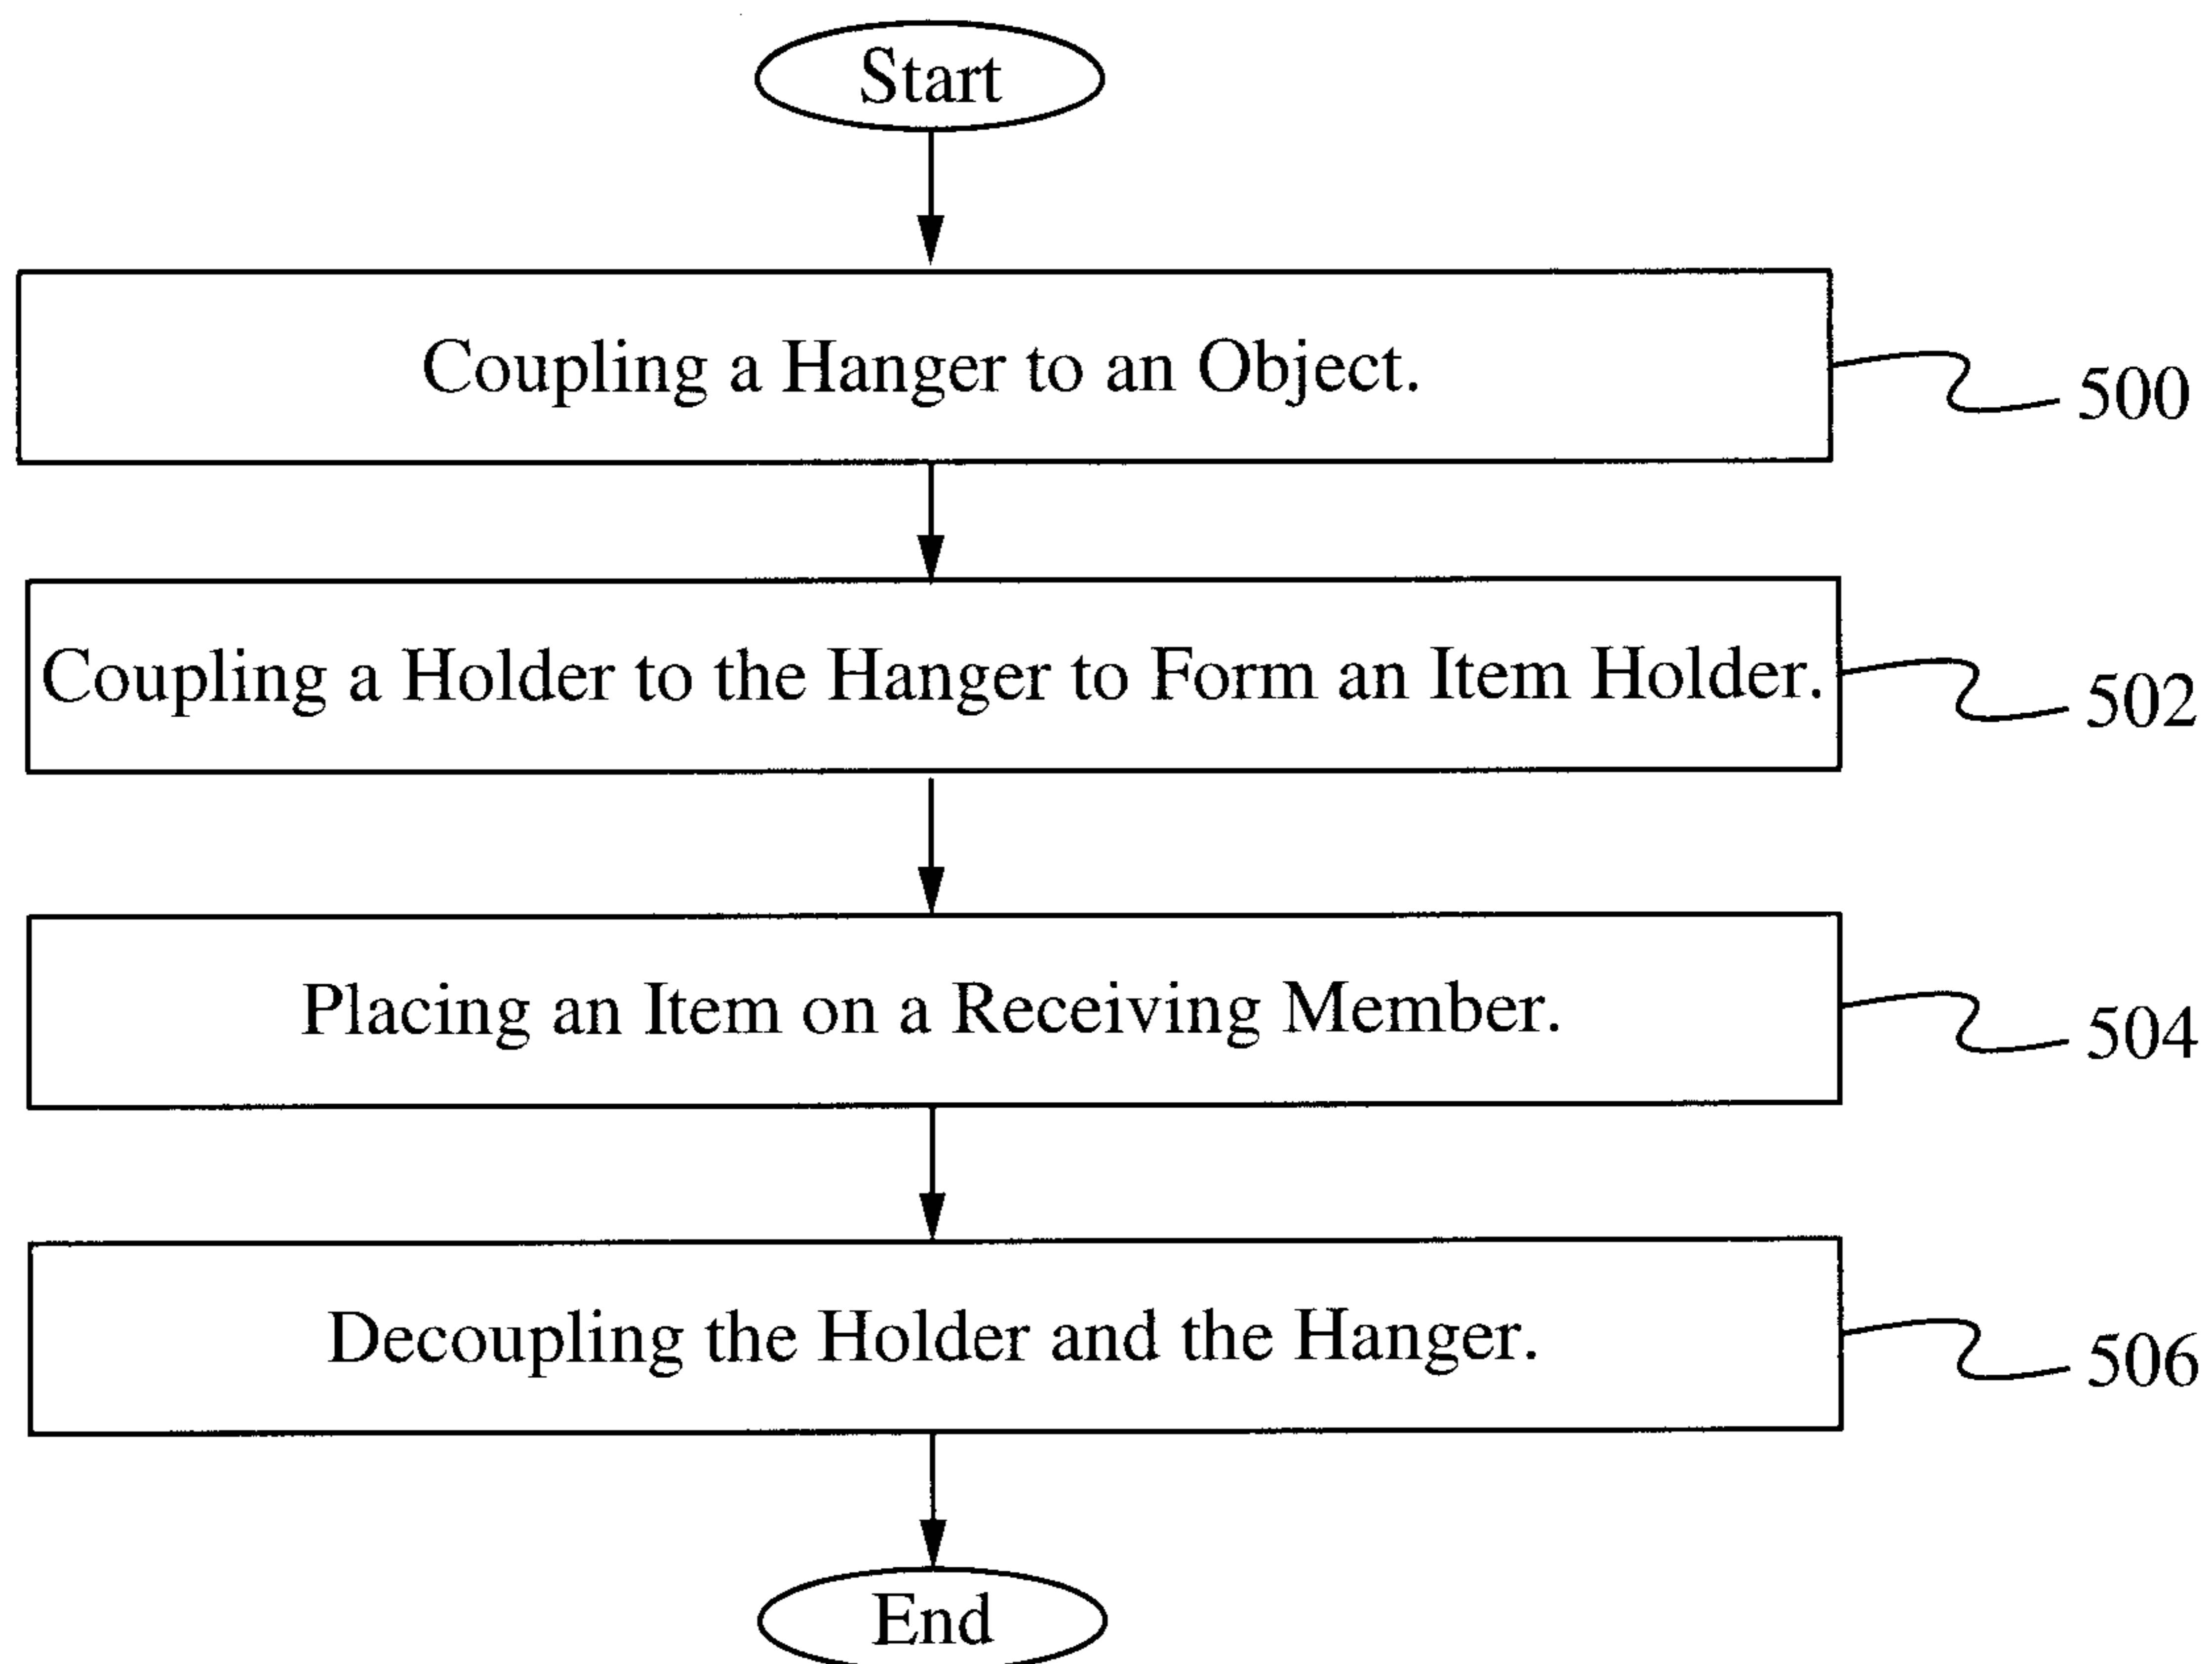 Start
Coupling a Hanger to an Object.
500
Coupling a Holder to the Hanger to Form an Item Holder.
502
Placing an Item on a Receiving Member.
504
Decoupling the Holder and the Hanger.
506
End